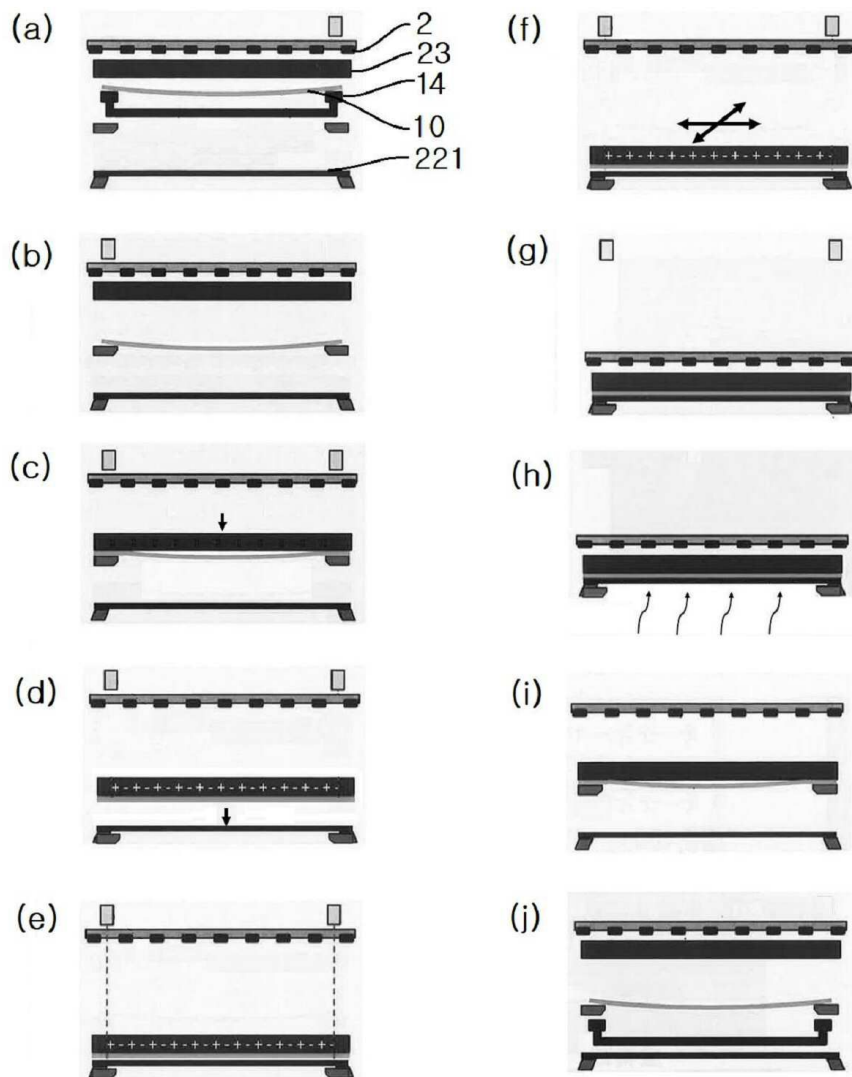 (a)
2
23
14
10
221
(b)
(c)
(d)
+ - + - + - + - + - + - + - + - + - + - +
(e)
+ - + - + - + - + - + - + - + - + - + - +
(f)
+ - + - + - + - + - + - + - + - + - + - +
(g)
(h)
(i)
(j)